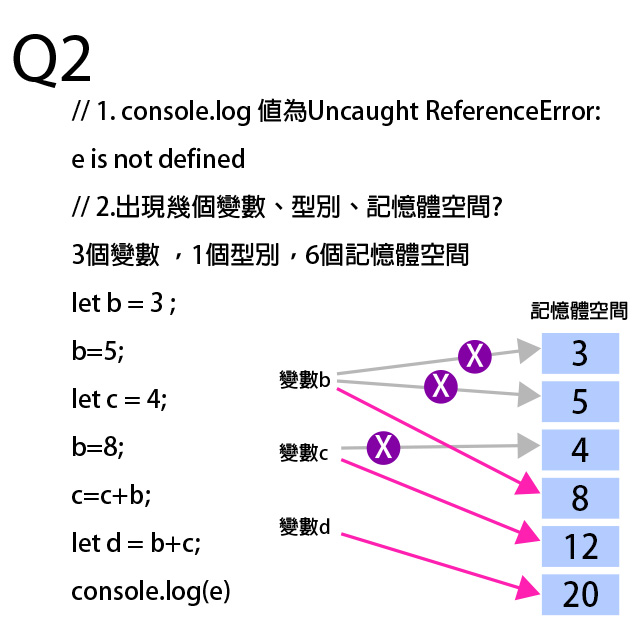 Q2
// 1. console.log 值為Uncaught ReferenceError:
e is not defined
// 2.出現幾個變數、型別、記憶體空間?
3個變數 ，1個型別，6個記憶體空間
let b = 3 ;
b=5;
let c = 4;
b=8;
c=c+b;
let d = b+c;
console.log(e)
記憶體空間
變數b
變數c
變數d
X
X
X
3
5
4
8
12
20